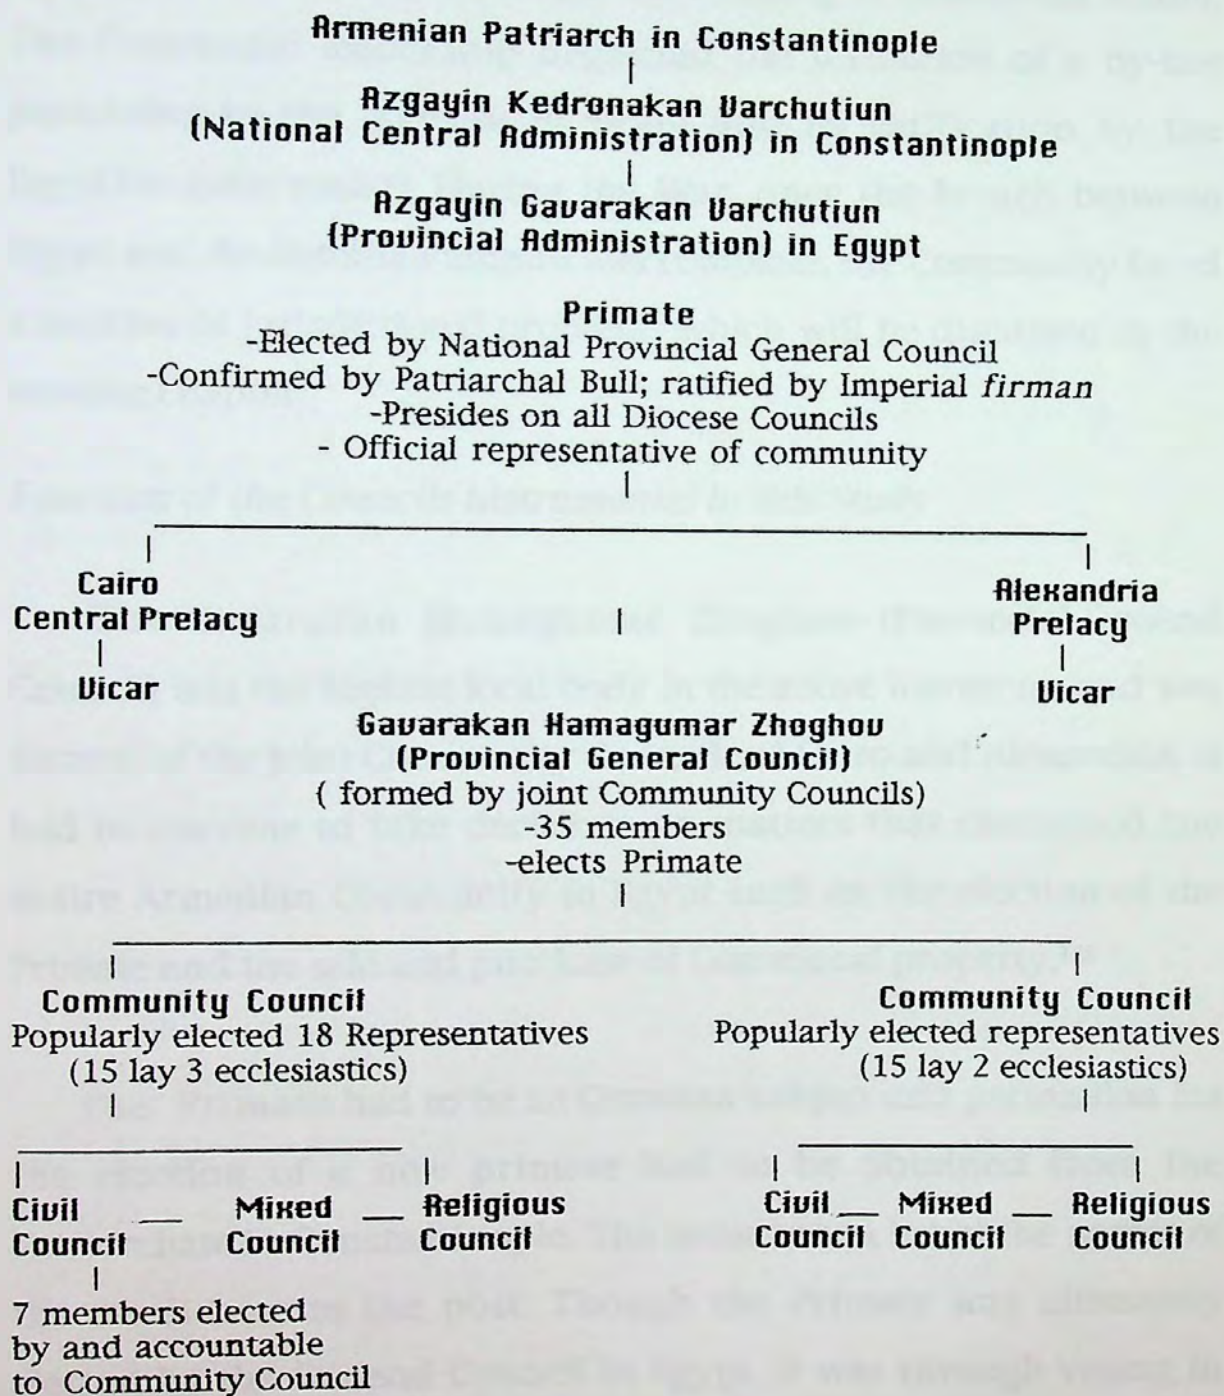 Armenian Patriarch in Constantinople
Azgayin Kedronakan Varchutiun
(National Central Administration) in Constantinople
Azgayin Gavarakan Varchutiun
(Provincial Administration) in Egypt
Primate
-Elected by National Provincial General Council
-Confirmed by Patriarchal Bull; ratified by Imperial firman
-Presides on all Diocese Councils
- Official representative of community
Cairo
Central Prelacy
Vicar
Alexandria
Prelacy
Vicar
Gavarakan Hamagumar Zhoghov
(Provincial General Council)
( formed by joint Community Councils)
-35 members
-elects Primate
Community Council
Popularly elected 18 Representatives
(15 lay 3 ecclesiastics)
Community Council
Popularly elected representatives
(15 lay 2 ecclesiastics)
Civil __ Mixed __ Religious
Council Council Council
Civil __ Mixed __ Religious
Council Council Council
7 members elected
by and accountable
to Community Council